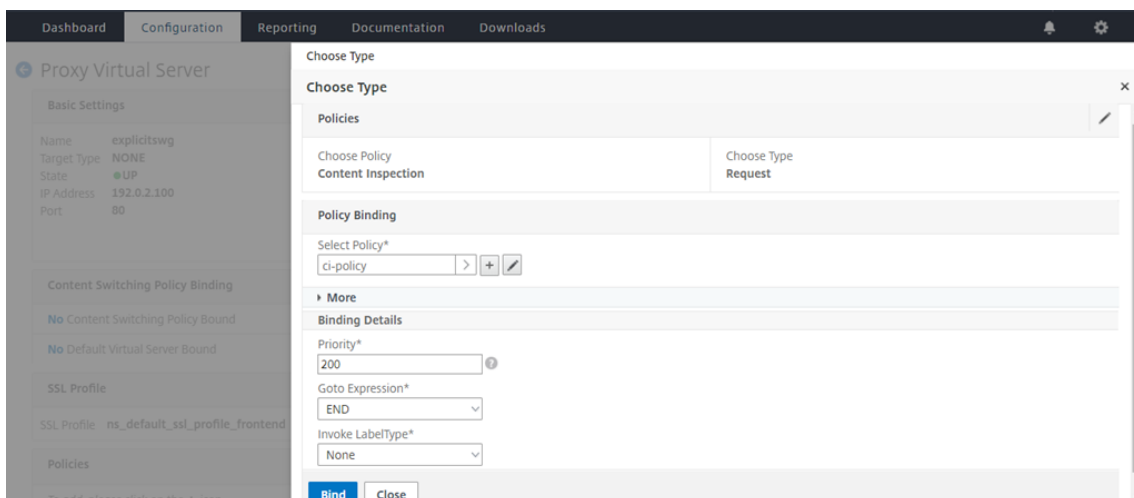 Dashboard Configuration Reporting Documentation Downloads
Proxy Virtual Server
Basic Settings
Name explicitswg
Target Type NONE
State UP
IP Address 192.0.2.100
Port 80
Content Switching Policy Binding
No Content Switching Policy Bound
No Default Virtual Server Bound
SSL Profile
SSL Profile ns_default_ssl_profile_frontend
Policies
Choose Type
Choose Type ×
Policies
Choose Policy Choose Type
Content Inspection Request
Policy Binding
Select Policy*
ci-policy > +
More
Binding Details
Priority*
200 ?
Goto Expression*
END
Invoke LabelType*
None
Bind Close